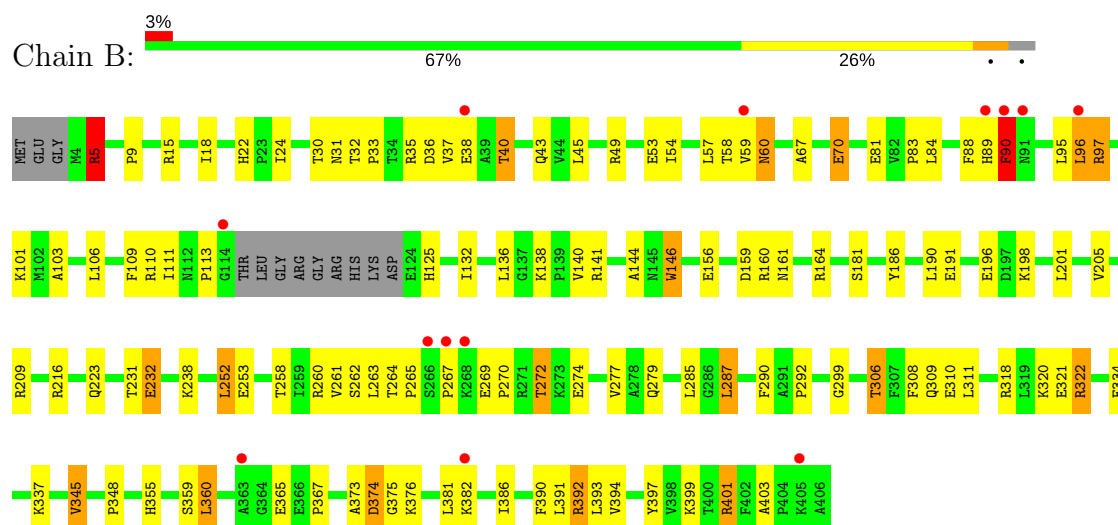 3%
Chain B:
67% 26% • •
MET GLU GLY M4 R5 P9 R15 I18 H22 P23 I24 T30 N31 T32 P33 T34 R35 D36 V37 E38 A39 T40 Q43 V44 L45 R49 E53 I54 L57 T58 V59 N60 A67 E70 E81 V82 P83 L84 F88 H89 F90 N91 L95 L96 R97
K101 M102 A103 L106 F109 R110 I111 N112 P113 G114 THR LEU GLY ARG GLY ARG HIS LYS ASP E124 H125 I132 L136 G137 K138 P139 V140 R141 A144 N145 W146 E156 D159 R160 N161 R164 S181 Y186 L190 E191 E196 D197 K198 L201 V205
R209 R216 Q223 T231 E232 K238 L252 E253 T258 I259 R260 V261 S262 L263 T264 P265 S266 P267 K268 E269 P270 R271 T272 K273 E274 V277 A278 Q279 L285 G286 L287 F290 A291 P292 G299 T306 F307 F308 Q309 E310 L311 R318 L319 K320 E321 R322
K337 V345 P348 H355 S359 L360 A363 G364 E365 E366 P367 A373 D374 G375 K376 L381 K382 I386 F390 L391 R392 L393 V394 Y397 V398 K399 T400 R401 F402 A403 P404 K405 A406